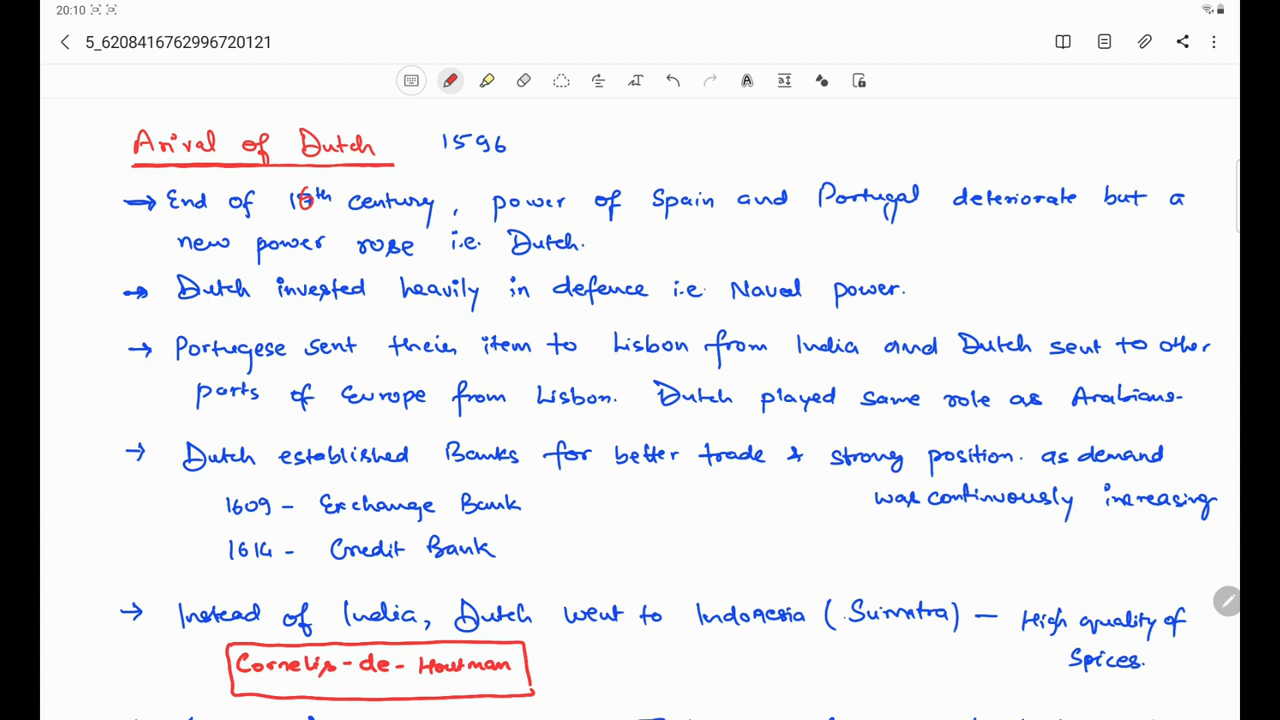 20:10
5_6208416762996720121
Arival of Dutch 1596
→ End of 16th century, power of Spain and Portugal deteriorate but a
new power rose i.e. Dutch.
→ Dutch invested heavily in defence i.e. Naval power.
→ Portugese sent their item to Lisbon from India and Dutch sent to other
parts of Europe from Lisbon. Dutch played same role as Arabians.
→ Dutch established Banks for better trade & strong position. as demand
was continuously increasing
1609 - Exchange Bank
1614 - Credit Bank
→ Instead of India, Dutch went to Indonesia (Sumatra) - High quality of
Spices.
Cornelis-de-Houtman